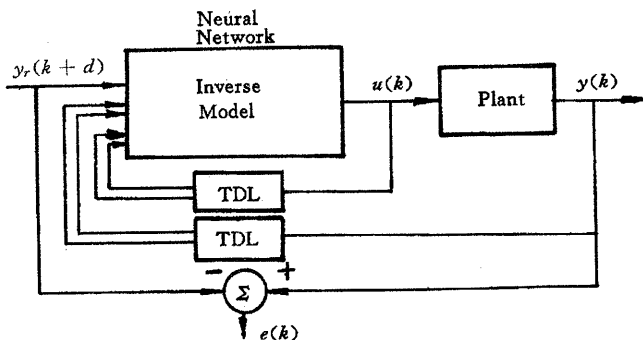 Neural
Network
y_r(k + d)
Inverse
Model
u(k)
Plant
y(k)
TDL
TDL
−
+
Σ
e(k)